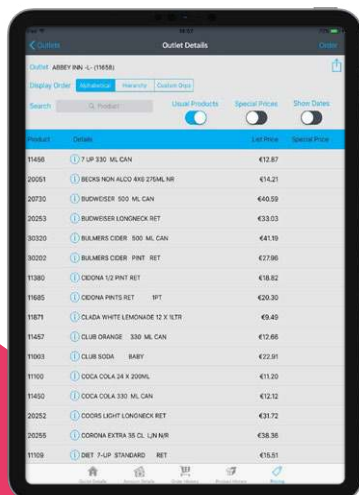 Outlets
Outlet Details
Order
Outlet ABBEY INN -L- (11658)
Display Order Alphabetical Hierarchy Custom Onyx
Search Product Usual Products Special Prices Show Dates
Product Details List Price Special Price
11456 7 UP 330 ML CAN €12.87
20051 BECKS NON ALCO 4X6 275ML NR €14.21
20730 BUDWEISER 500 ML CAN €40.59
20253 BUDWEISER LONGNECK RET €33.03
30320 BULMERS CIDER 500 ML CAN €41.19
30202 BULMERS CIDER PINT RET €27.96
11380 CIDONA 1/2 PINT RET €18.82
11685 CIDONA PINTS RET 1PT €20.30
11871 CLADA WHITE LEMONADE 12 X 1LTR €9.49
11457 CLUB ORANGE 330 ML CAN €12.66
11003 CLUB SODA BABY €22.91
11100 COCA COLA 24 X 200ML €11.20
11450 COCA COLA 330 ML CAN €12.12
20252 COORS LIGHT LONGNECK RET €31.72
20255 CORONA EXTRA 35 CL L/N N/R €38.36
11109 DIET 7-UP STANDARD RET €15.51
Pricing